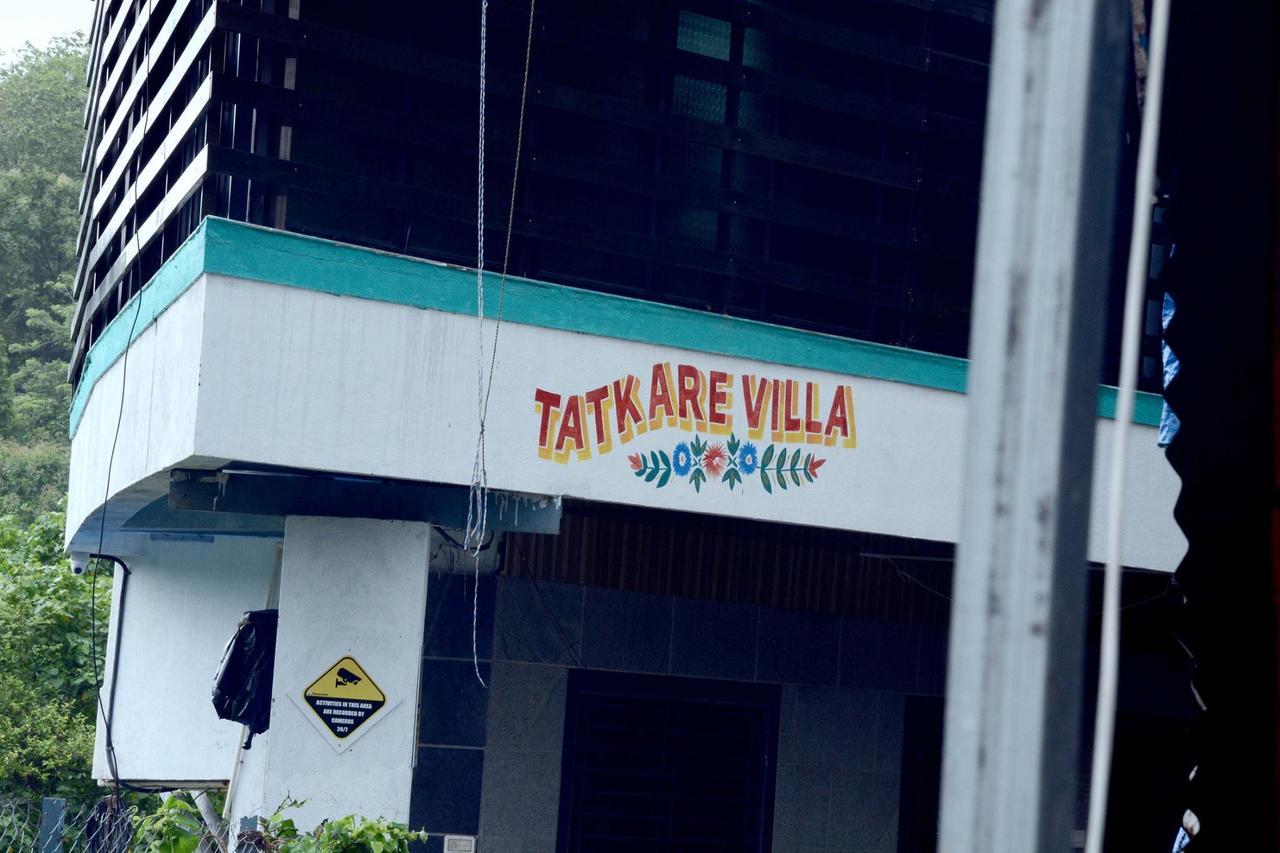 TATKARE VILLA
ACTIVITIES IN THIS AREA
ARE RECORDED BY
CAMERAS
24/7